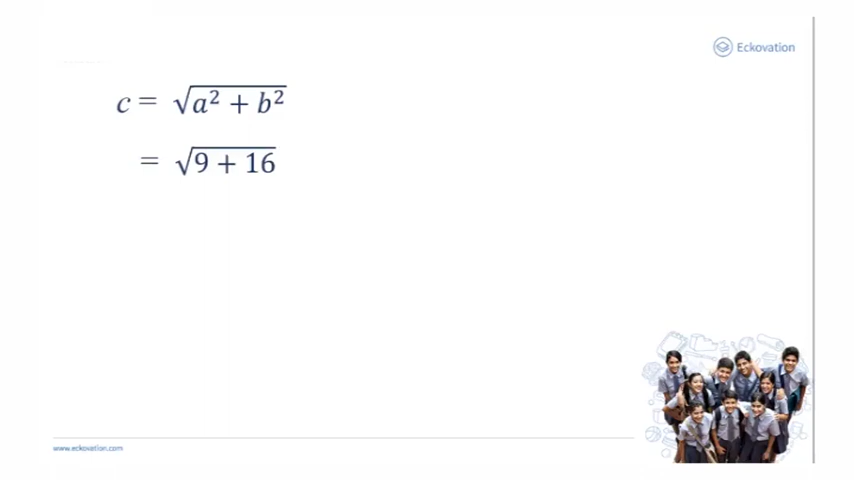 Eckovation
c = √a² + b²
= √9 + 16
www.eckovation.com